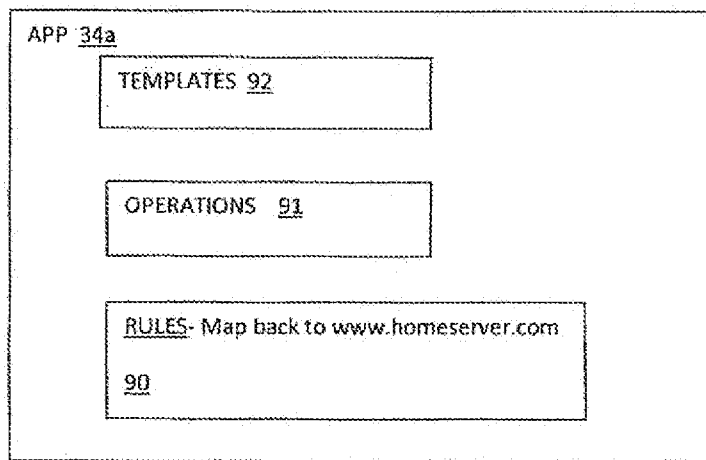 APP 34a
TEMPLATES 92
OPERATIONS 91
RULES- Map back to www.homeserver.com
90